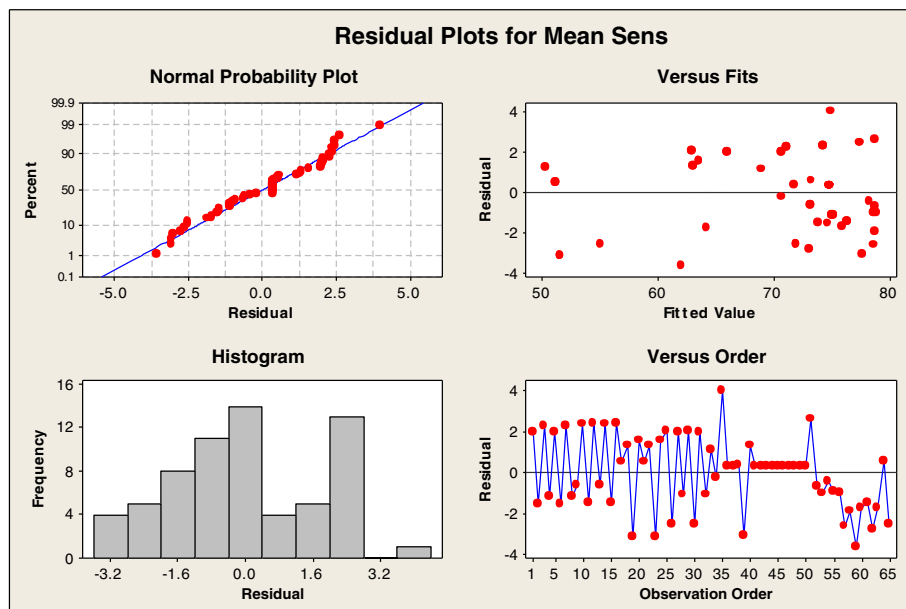 Residual Plots for Mean Sens
Normal Probability Plot
99.9
99
90
50
10
1
0.1
Percent
-5.0 -2.5 0.0 2.5 5.0
Residual
Versus Fits
4
2
0
-2
-4
Residual
50 60 70 80
Fitted Value
Histogram
16
12
8
4
0
Frequency
-3.2 -1.6 0.0 1.6 3.2
Residual
Versus Order
4
2
0
-2
-4
Residual
1 5 10 15 20 25 30 35 40 45 50 55 60 65
Observation Order